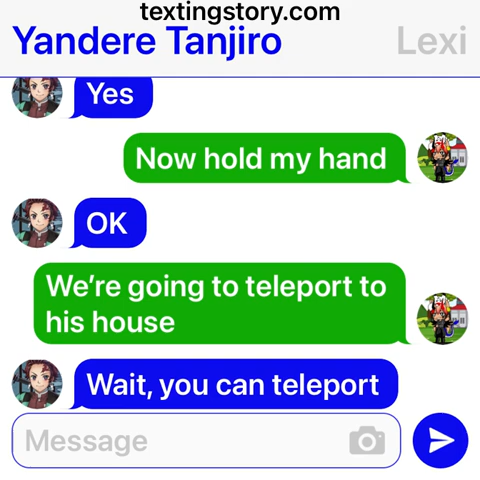 textingstory.com
Yandere Tanjiro
Lexi
Yes
Now hold my hand
OK
We’re going to teleport to
his house
Wait, you can teleport
Message